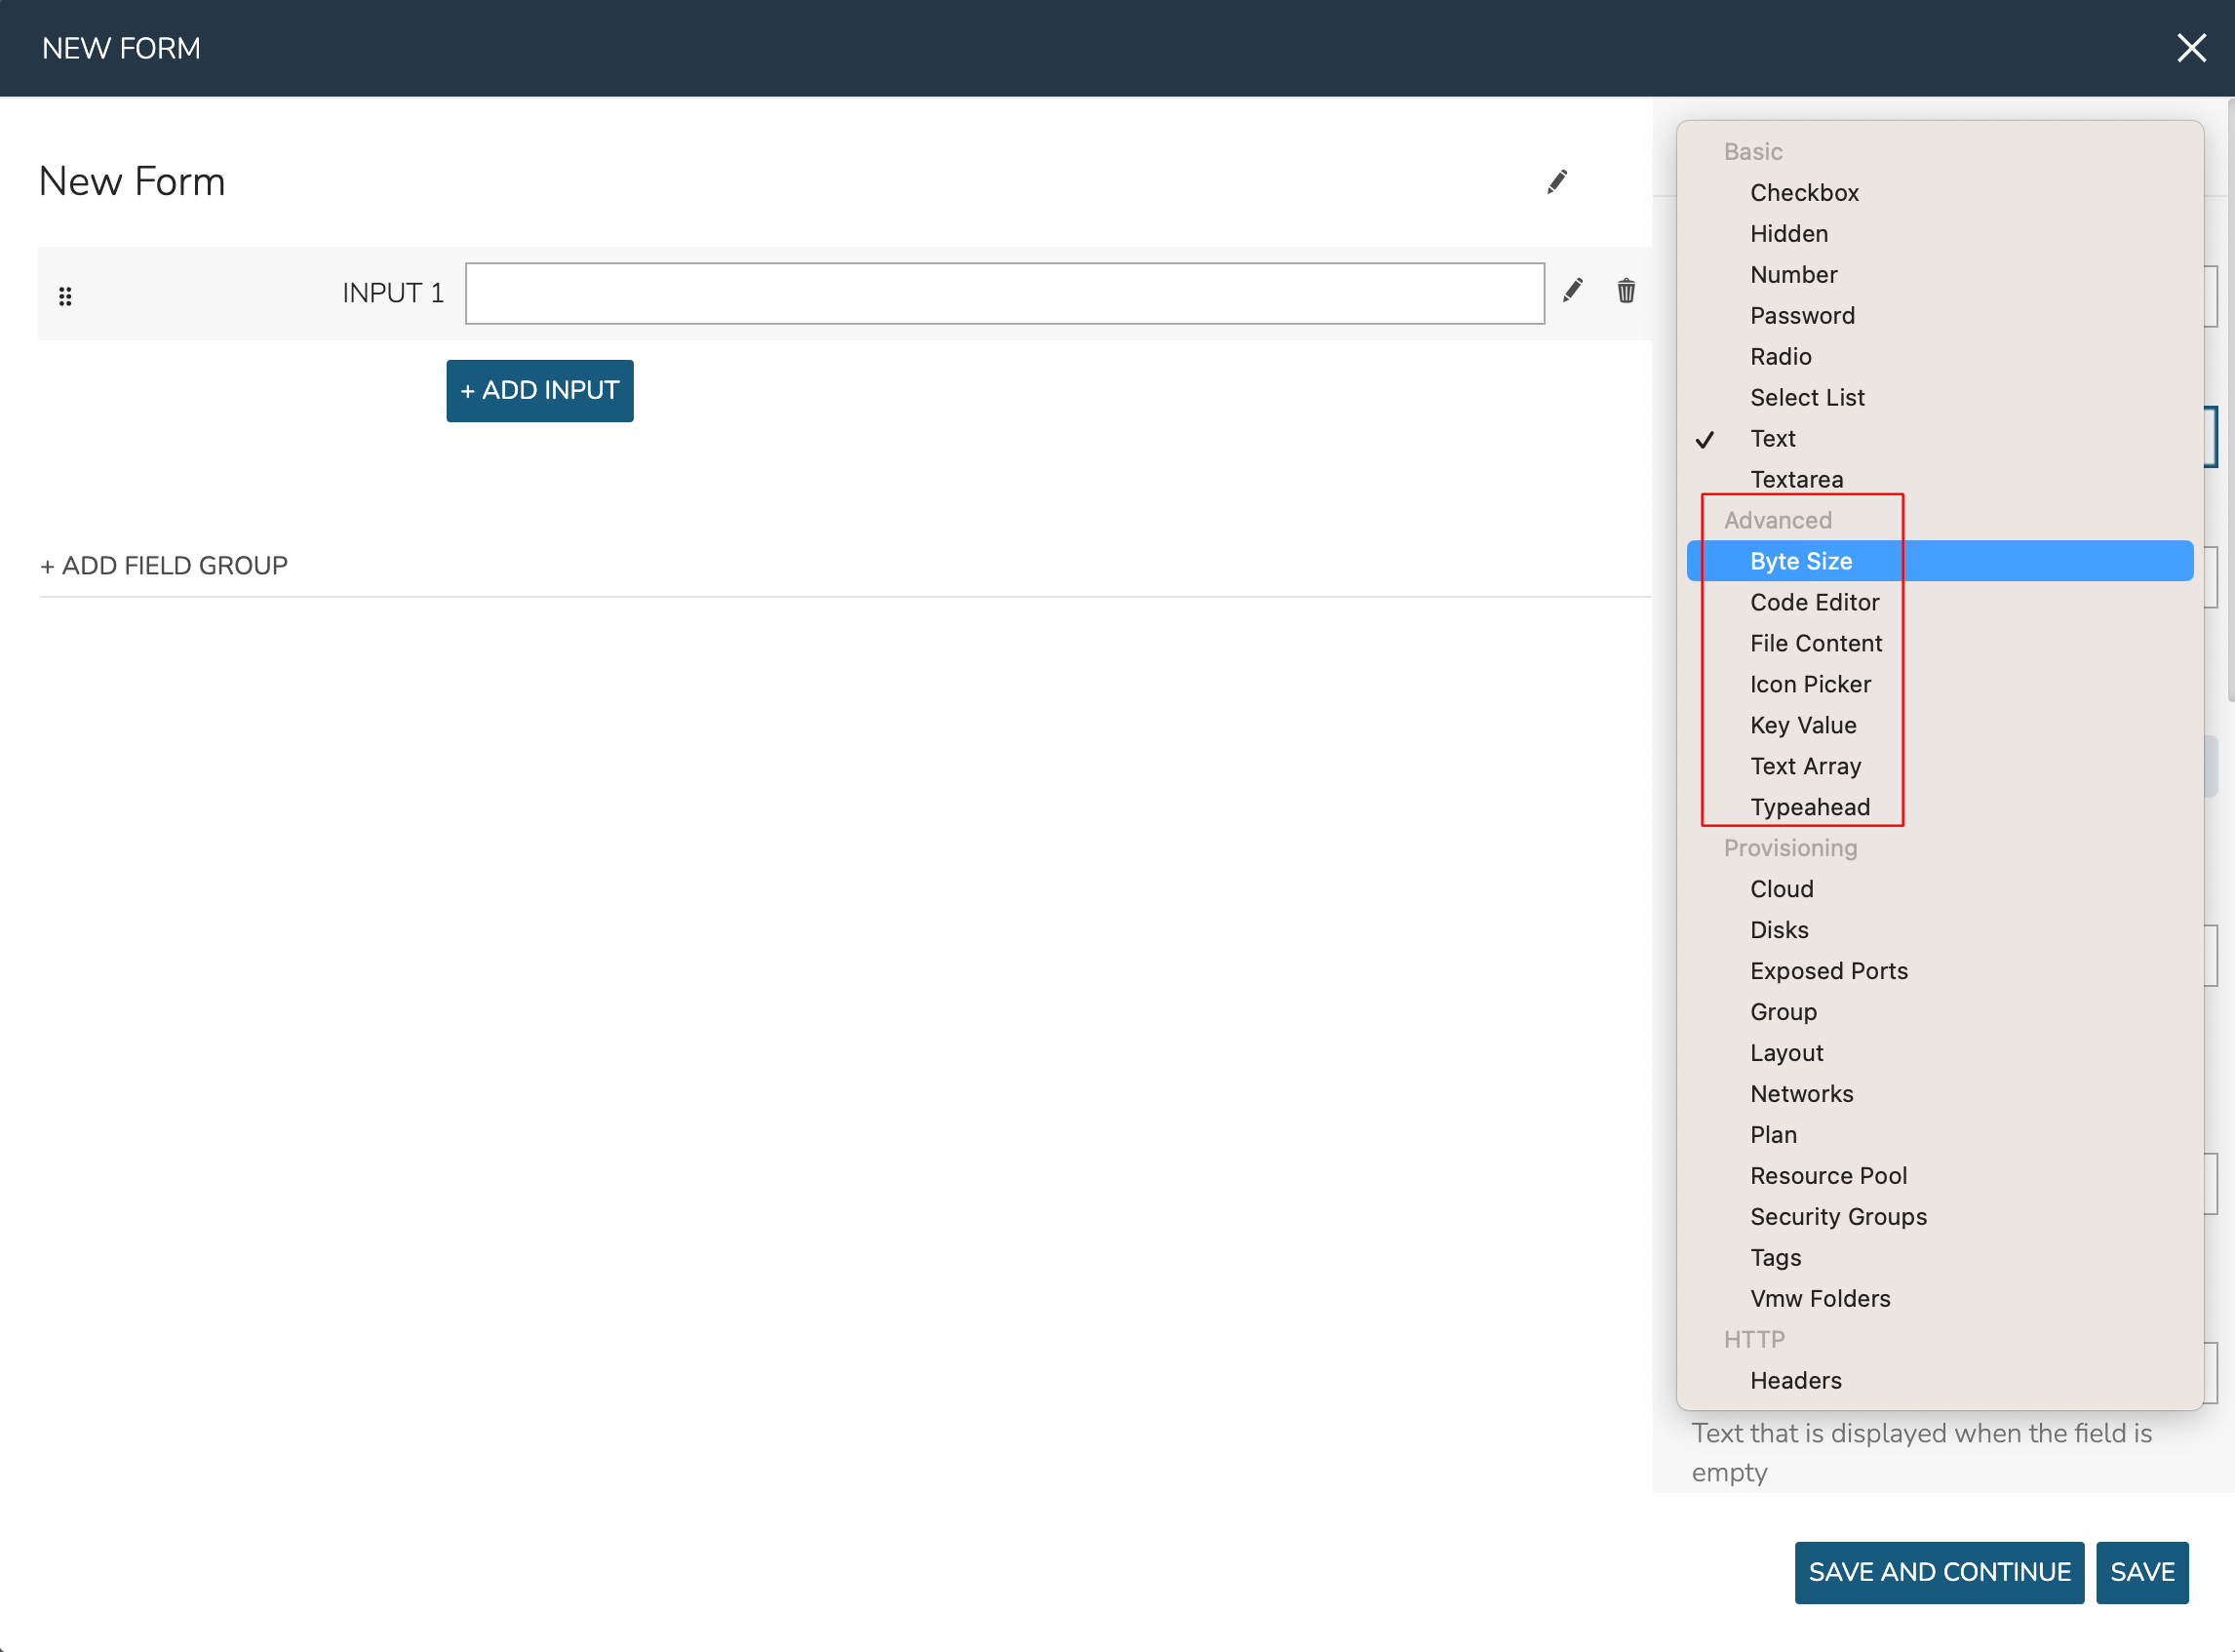 NEW FORM
New Form
INPUT 1
+ ADD INPUT
+ ADD FIELD GROUP
Basic
Checkbox
Hidden
Number
Password
Radio
Select List
Text
Textarea
Advanced
Byte Size
Code Editor
File Content
Icon Picker
Key Value
Text Array
Typeahead
Provisioning
Cloud
Disks
Exposed Ports
Group
Layout
Networks
Plan
Resource Pool
Security Groups
Tags
Vmw Folders
HTTP
Headers
Text that is displayed when the field is
empty
SAVE AND CONTINUE
SAVE